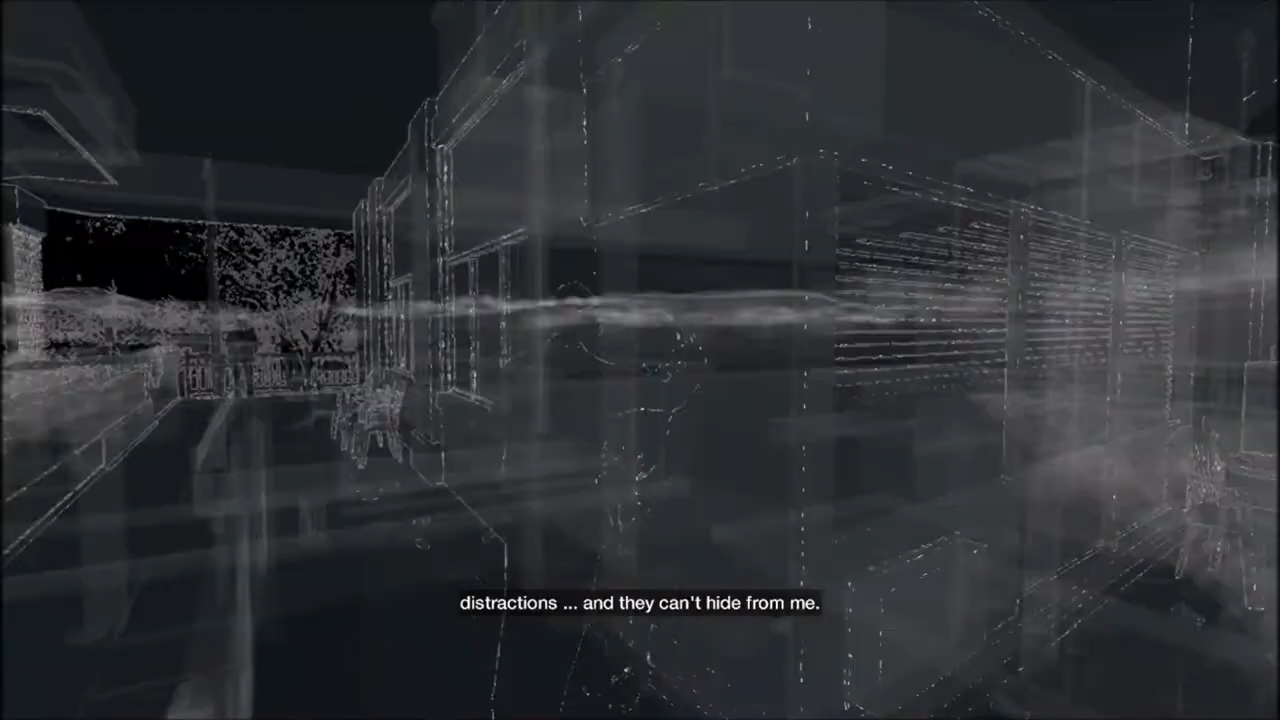 distractions ... and they can't hide from me.